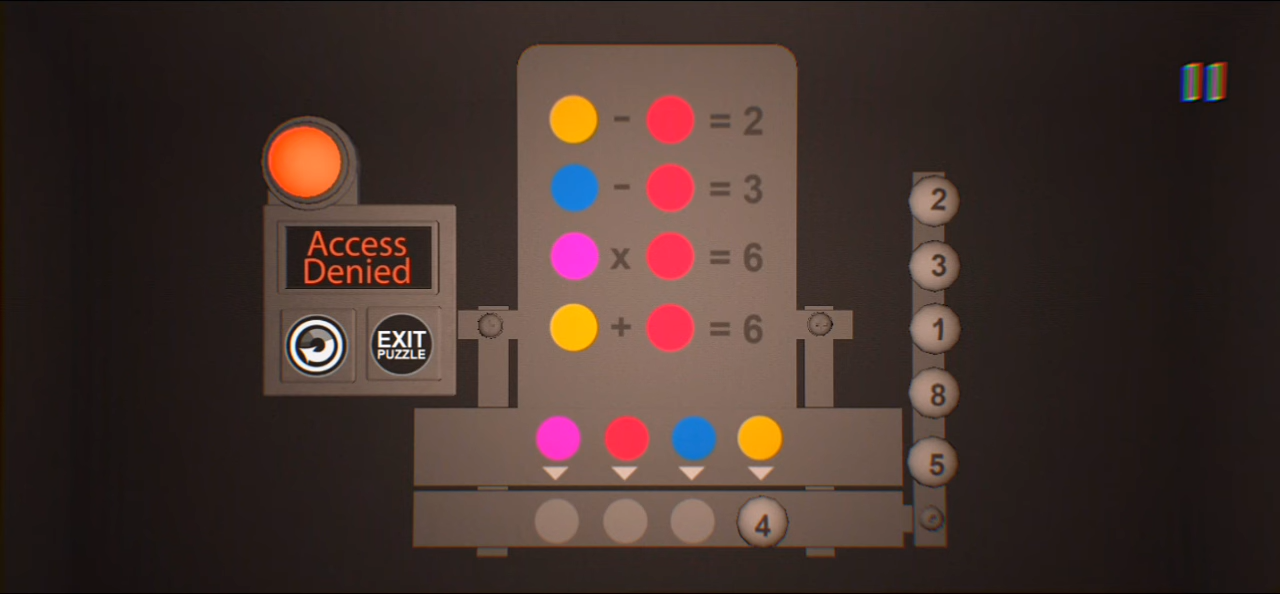 - = 2
- = 3
x = 6
+ = 6
Access
Denied
EXIT
PUZZLE
2
3
1
8
5
4